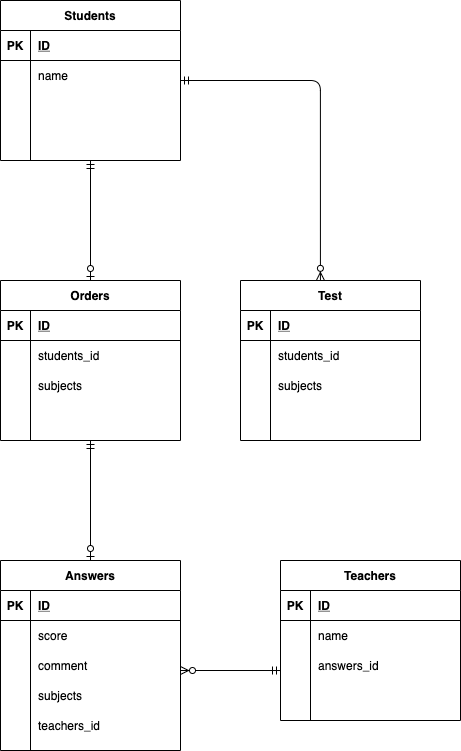 Students
PK ID
name
Orders
PK ID
students_id
subjects
Test
PK ID
students_id
subjects
Answers
PK ID
score
comment
subjects
teachers_id
Teachers
PK ID
name
answers_id